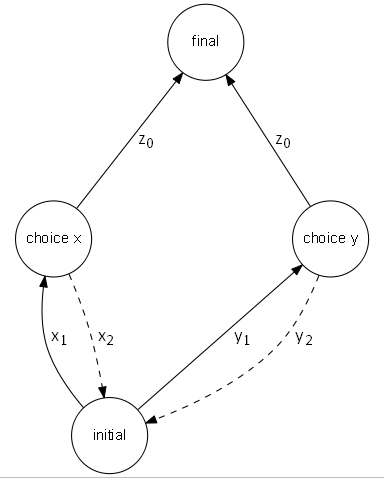 final
z0
z0
choice x
choice y
x1
x2
y1
y2
initial